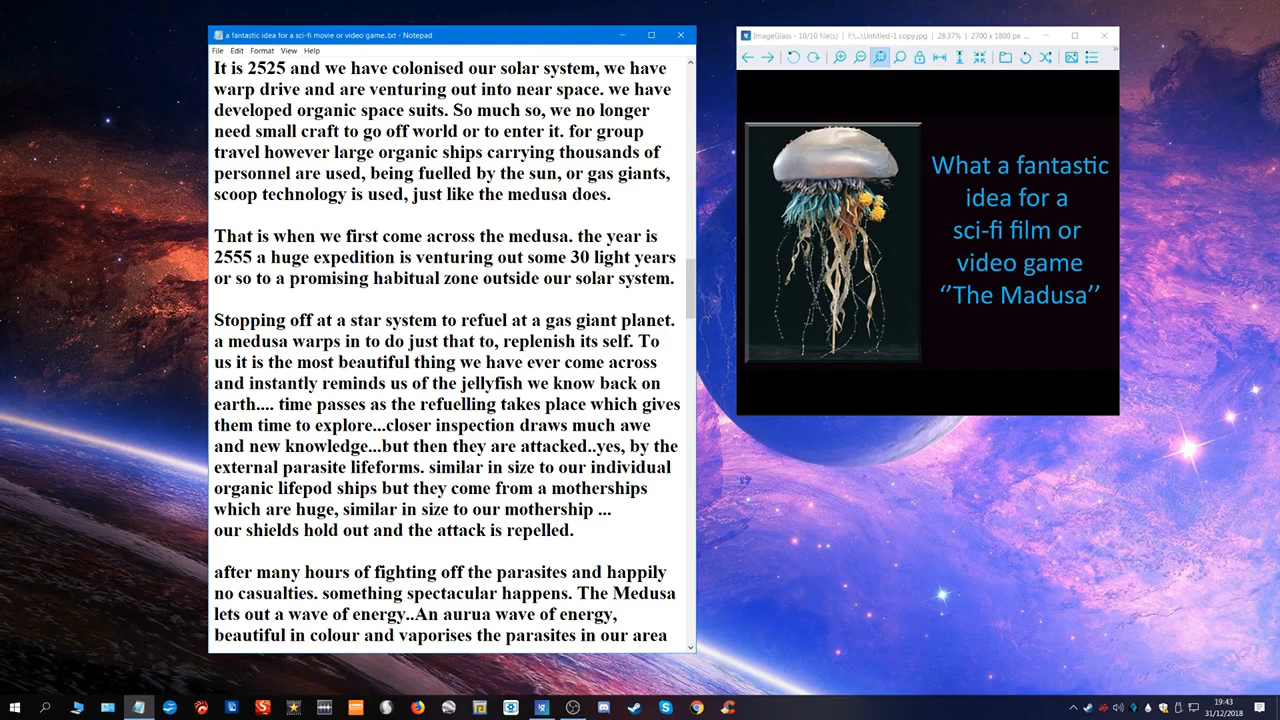 a fantastic idea for a sci-fi movie or video game..txt - Notepad
File Edit Format View Help
It is 2525 and we have colonised our solar system, we have
warp drive and are venturing out into near space. we have
developed organic space suits. So much so, we no longer
need small craft to go off world or to enter it. for group
travel however large organic ships carrying thousands of
personnel are used, being fuelled by the sun, or gas giants,
scoop technology is used, just like the medusa does.
That is when we first come across the medusa. the year is
2555 a huge expedition is venturing out some 30 light years
or so to a promising habitual zone outside our solar system.
Stopping off at a star system to refuel at a gas giant planet.
a medusa warps in to do just that to, replenish its self. To
us it is the most beautiful thing we have ever come across
and instantly reminds us of the jellyfish we know back on
earth.... time passes as the refuelling takes place which gives
them time to explore...closer inspection draws much awe
and new knowledge...but then they are attacked..yes, by the
external parasite lifeforms. similar in size to our individual
organic lifepod ships but they come from a motherships
which are huge, similar in size to our mothership ...
our shields hold out and the attack is repelled.
after many hours of fighting off the parasites and happily
no casualties. something spectacular happens. The Medusa
lets out a wave of energy..An aurua wave of energy,
beautiful in colour and vaporises the parasites in our area
ImageGlass - 10/10 file(s) | F:\...\Untitled-1 copy.jpg | 28.37% | 2700 x 1800 px ...
What a fantastic
idea for a
sci-fi film or
video game
‘‘The Madusa’’
19:43
31/12/2018